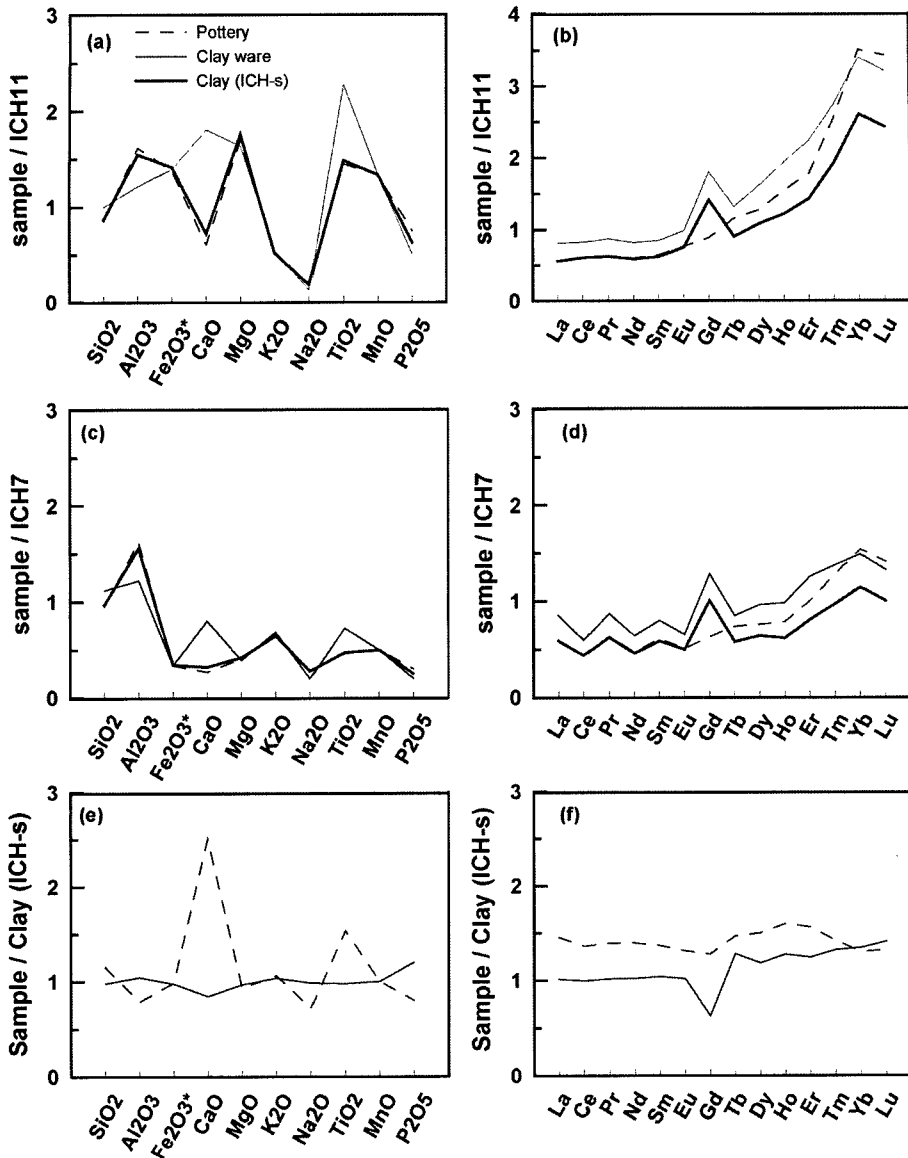 (a)
Pottery
Clay ware
Clay (ICH-s)
3
2
1
0
sample / ICH11
SiO2
Al2O3
Fe2O3*
CaO
MgO
K2O
Na2O
TiO2
MnO
P2O5
(b)
4
3
2
1
0
sample / ICH11
La
Ce
Pr
Nd
Sm
Eu
Gd
Tb
Dy
Ho
Er
Tm
Yb
Lu
(c)
3
2
1
0
sample / ICH7
SiO2
Al2O3
Fe2O3*
CaO
MgO
K2O
Na2O
TiO2
MnO
P2O5
(d)
3
2
1
0
sample / ICH7
La
Ce
Pr
Nd
Sm
Eu
Gd
Tb
Dy
Ho
Er
Tm
Yb
Lu
(e)
3
2
1
0
Sample / Clay (ICH-s)
SiO2
Al2O3
Fe2O3*
CaO
MgO
K2O
Na2O
TiO2
MnO
P2O5
(f)
3
2
1
0
Sample / Clay (ICH-s)
La
Ce
Pr
Nd
Sm
Eu
Gd
Tb
Dy
Ho
Er
Tm
Yb
Lu